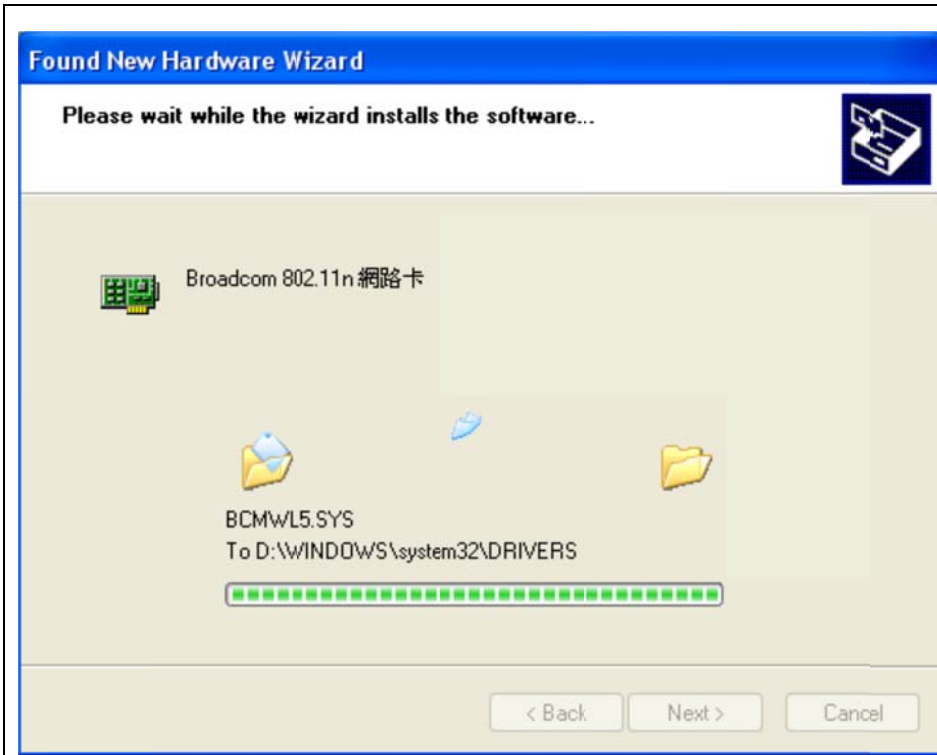 Found New Hardware Wizard
Please wait while the wizard installs the software...
Broadcom 802.11n 網路卡
BCMWL5.SYS
To D:\WINDOWS\system32\DRIVERS
< Back
Next >
Cancel